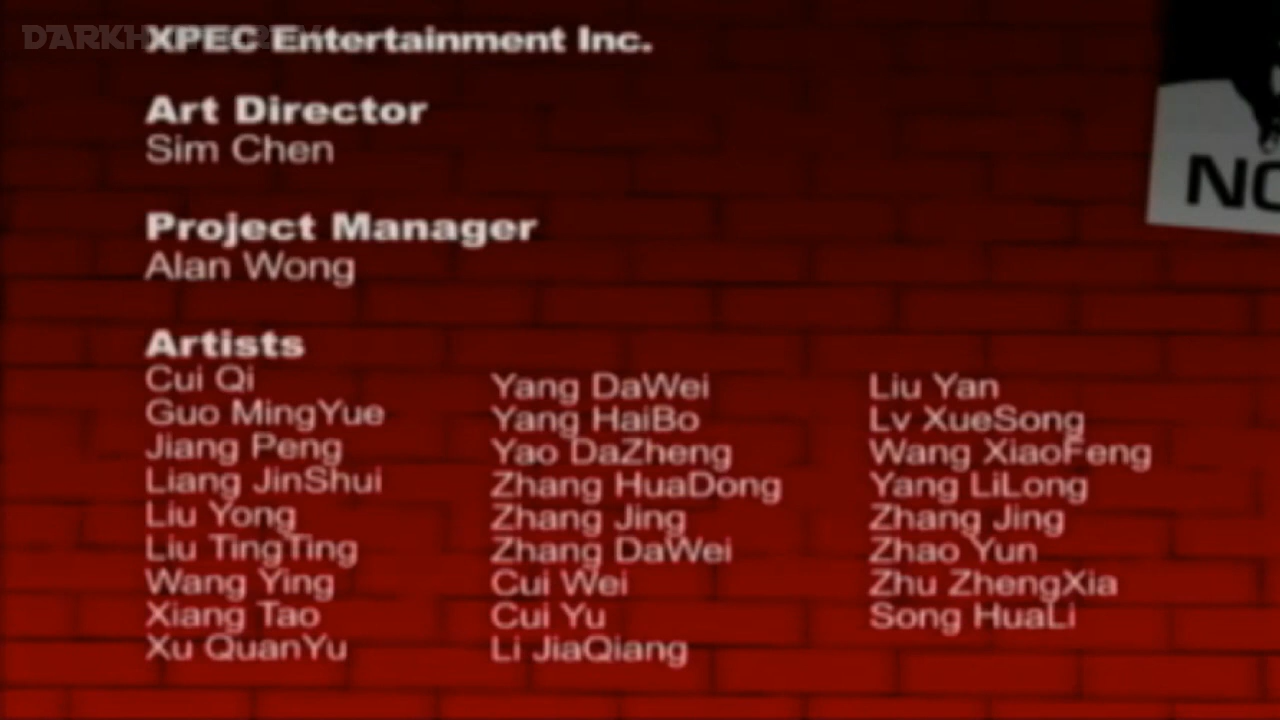 XPEC Entertainment Inc.
Art Director
Sim Chen
Project Manager
Alan Wong
Artists
Cui Qi
Guo MingYue
Jiang Peng
Liang JinShui
Liu Yong
Liu TingTing
Wang Ying
Xiang Tao
Xu QuanYu
Yang DaWei
Yang HaiBo
Yao DaZheng
Zhang HuaDong
Zhang Jing
Zhang DaWei
Cui Wei
Cui Yu
Li JiaQiang
Liu Yan
Lv XueSong
Wang XiaoFeng
Yang LiLong
Zhang Jing
Zhao Yun
Zhu ZhengXia
Song HuaLi